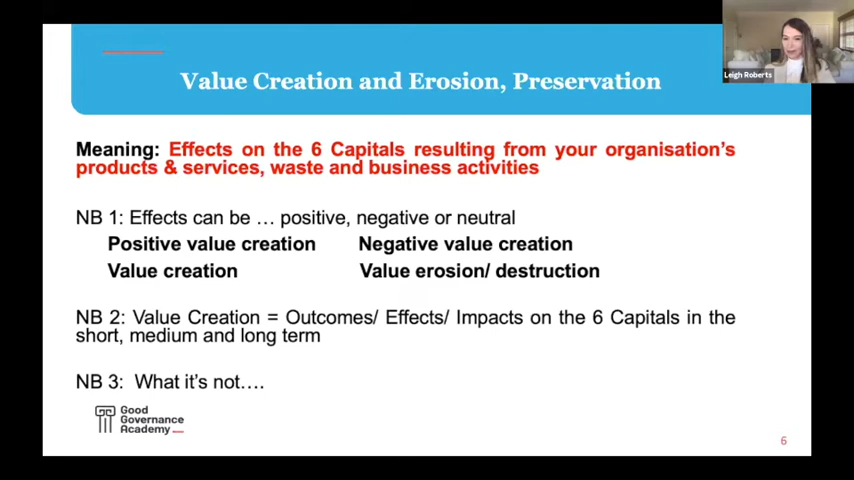 Value Creation and Erosion, Preservation
Leigh Roberts
Meaning: Effects on the 6 Capitals resulting from your organisation's
products & services, waste and business activities
NB 1: Effects can be … positive, negative or neutral
Positive value creation Negative value creation
Value creation Value erosion/ destruction
NB 2: Value Creation = Outcomes/ Effects/ Impacts on the 6 Capitals in the
short, medium and long term
NB 3: What it's not….
Good
Governance
Academy
6